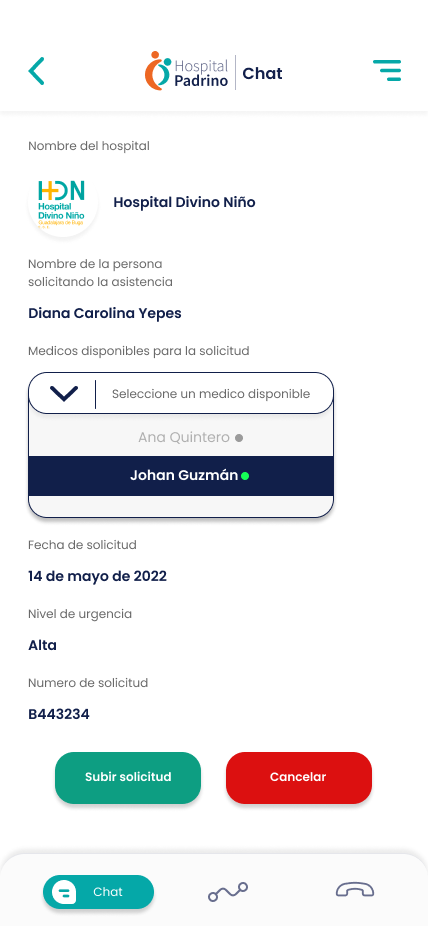 Hospital
Padrino
Chat
Nombre del hospital
HDN
Hospital
Divino Niño
Hospital Divino Niño
Nombre de la persona
solicitando la asistencia
Diana Carolina Yepes
Medicos disponibles para la solicitud
Seleccione un medico disponible
Ana Quintero
Johan Guzmán
Fecha de solicitud
14 de mayo de 2022
Nivel de urgencia
Alta
Numero de solicitud
B443234
Subir solicitud
Cancelar
Chat